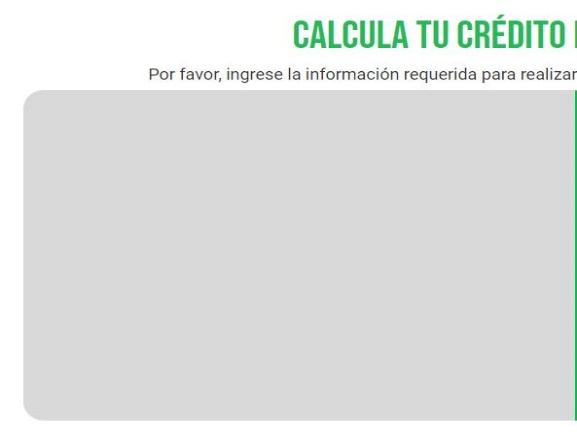 CALCULA TU CRÉDITO
Por favor, ingrese la información requerida para realizar